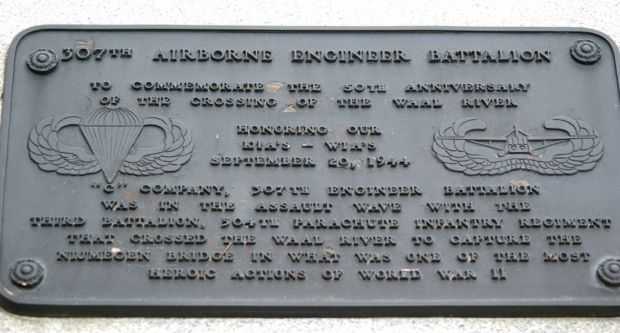 307TH AIRBORNE ENGINEER BATTALION
TO COMMEMORATE THE 50TH ANNIVERSARY
OF THE CROSSING OF THE WAAL RIVER
HONORING OUR
KIA'S - WIA'S
SEPTEMBER 20, 1944
"C" COMPANY, 307TH ENGINEER BATTALION
WAS IN THE ASSAULT WAVE WITH THE
THIRD BATTALION, 504TH PARACHUTE INFANTRY REGIMENT
THAT CROSSED THE WAAL RIVER TO CAPTURE THE
NIJMEGEN BRIDGE IN WHAT WAS ONE OF THE MOST
HEROIC ACTIONS OF WORLD WAR II